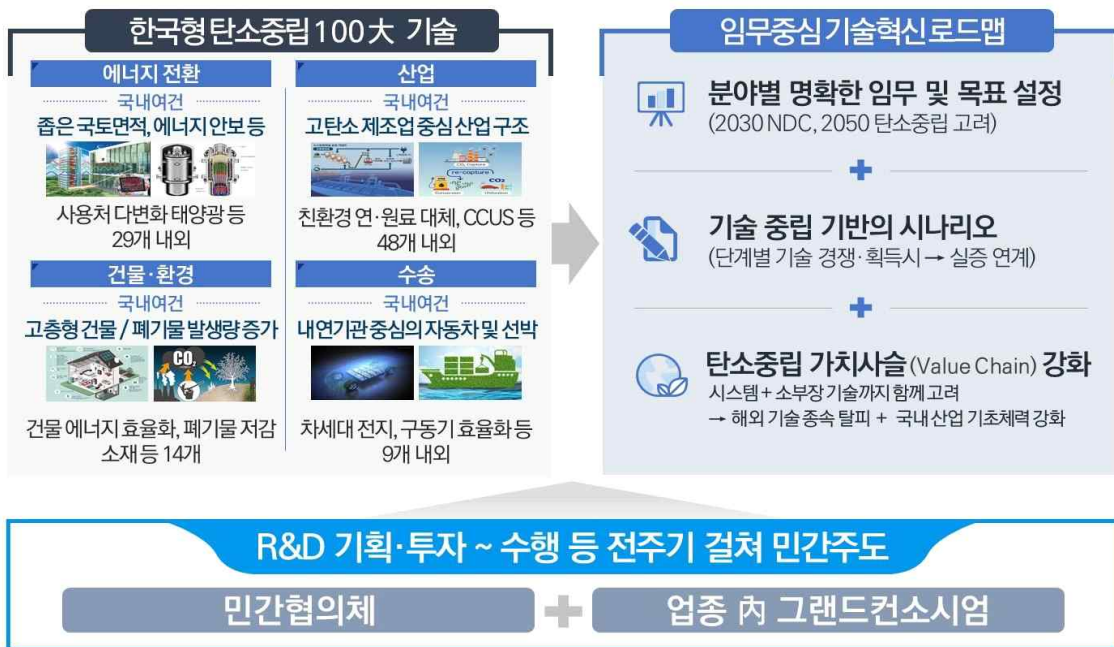 한국형 탄소중립 100大 기술
에너지 전환
국내여건
좁은 국토면적, 에너지 안보 등
사용처 다변화 태양광 등
29개 내외
산업
국내여건
고탄소 제조업 중심 산업 구조
CO₂ Capture
re-capture
CO₂
친환경 연·원료 대체, CCUS 등
48개 내외
건물·환경
국내여건
고층형 건물 / 폐기물 발생량 증가
CO₂
건물 에너지 효율화, 폐기물 저감
소재 등 14개
수송
국내여건
내연기관 중심의 자동차 및 선박
차세대 전지, 구동기 효율화 등
9개 내외
임무중심 기술혁신 로드맵
분야별 명확한 임무 및 목표 설정
(2030 NDC, 2050 탄소중립 고려)
기술 중립 기반의 시나리오
(단계별 기술 경쟁·획득시 → 실증 연계)
탄소중립 가치사슬 (Value Chain) 강화
시스템 + 소부장 기술까지 함께 고려
→ 해외 기술 종속 탈피 + 국내 산업 기초체력 강화
R&D 기획·투자 ~ 수행 등 전주기 걸쳐 민간주도
민간협의체 + 업종 內 그랜드컨소시엄